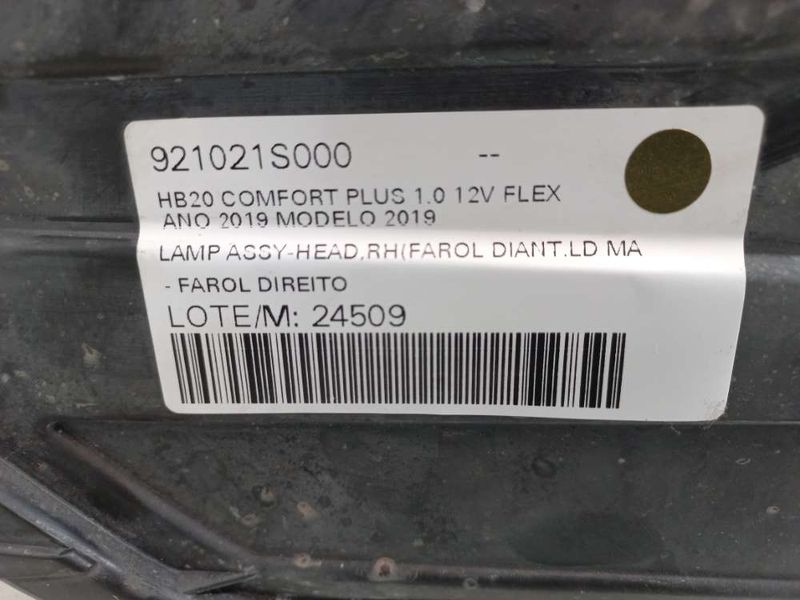 921021S000 --
HB20 COMFORT PLUS 1.0 12V FLEX
ANO 2019 MODELO 2019
LAMP ASSY-HEAD,RH(FAROL DIANT.LD MA
- FAROL DIREITO
LOTE/M: 24509